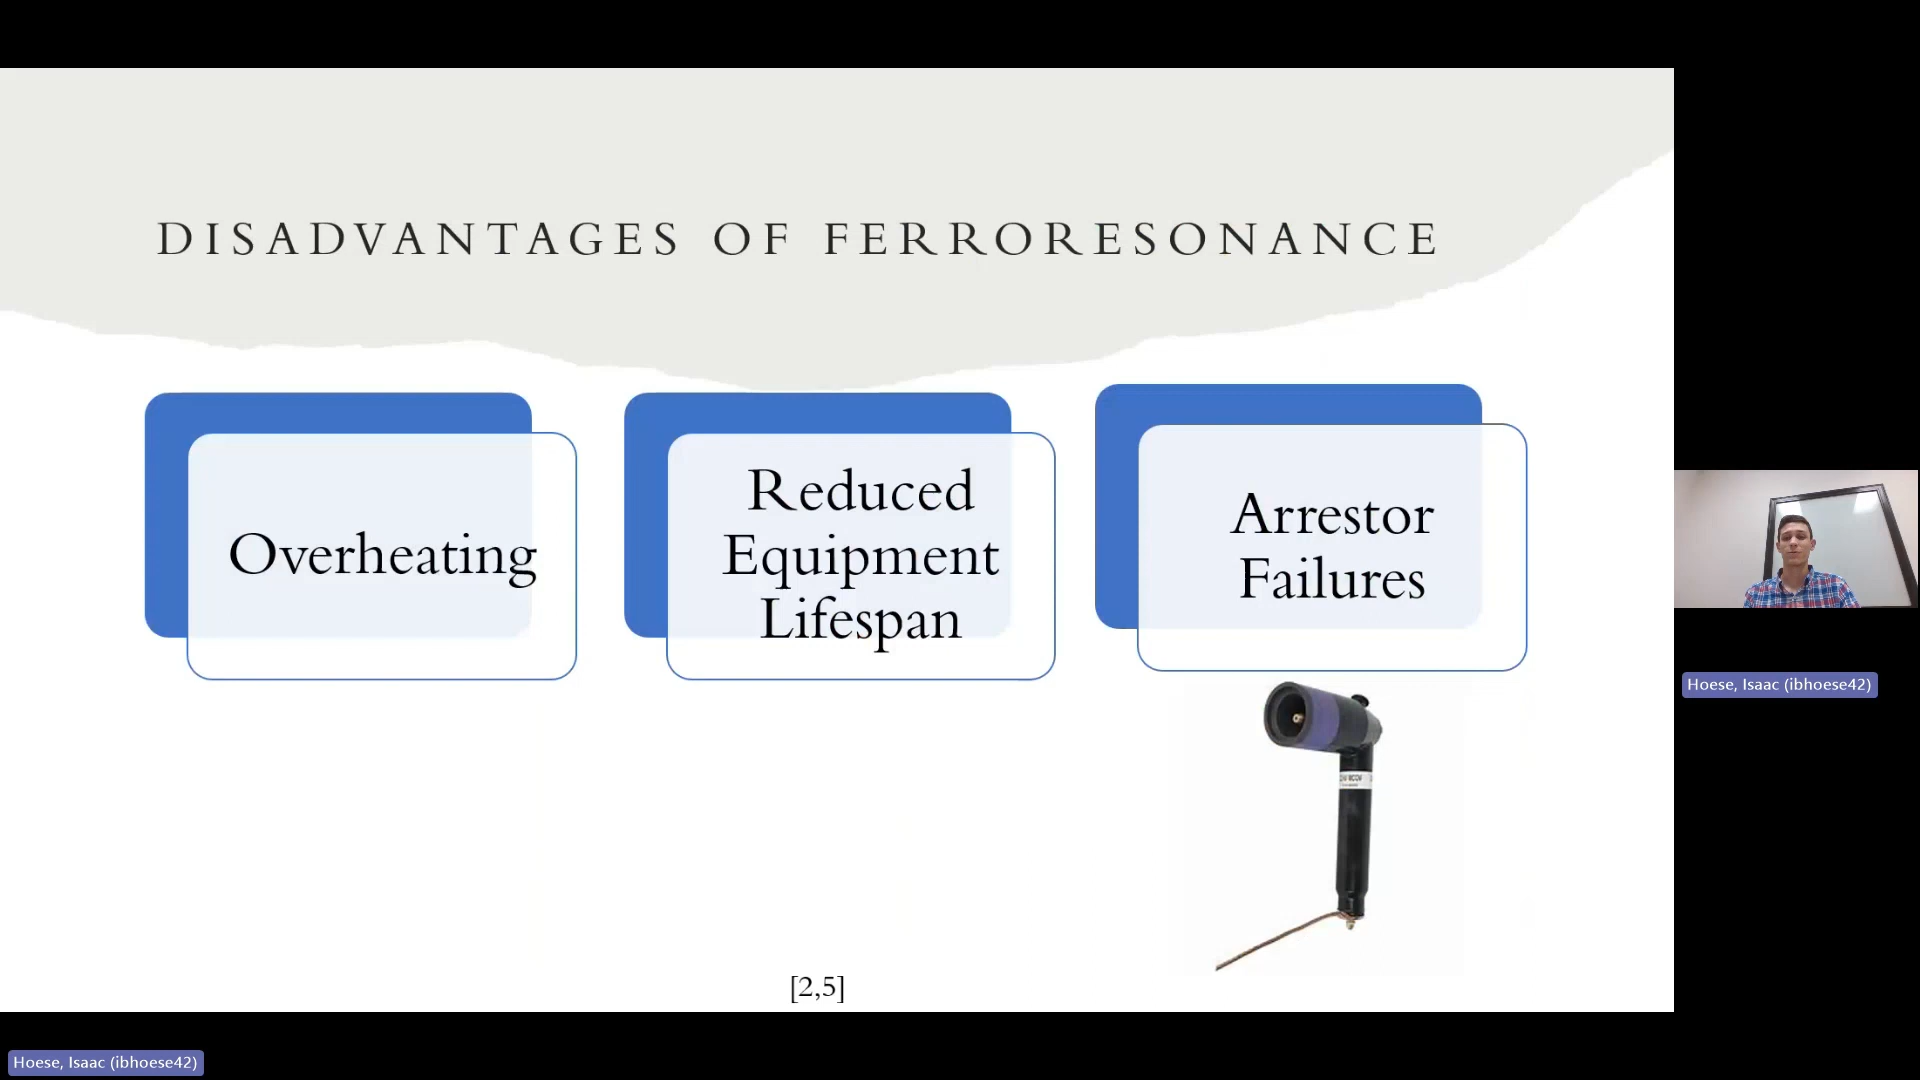 DISADVANTAGES OF FERRORESONANCE
Overheating
Reduced
Equipment
Lifespan
Arrestor
Failures
[2,5]
Hoese, Isaac (ibhoese42)
Hoese, Isaac (ibhoese42)